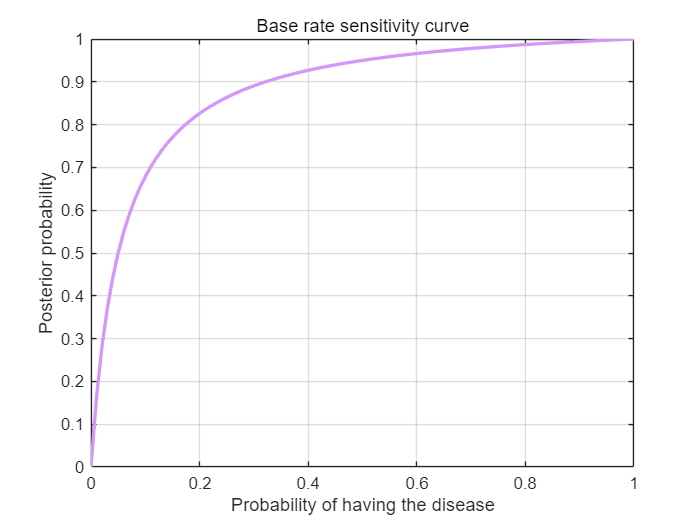 Base rate sensitivity curve
1
0.9
0.8
0.7
0.6
0.5
0.4
0.3
0.2
0.1
0
Posterior probability
0 0.2 0.4 0.6 0.8 1
Probability of having the disease